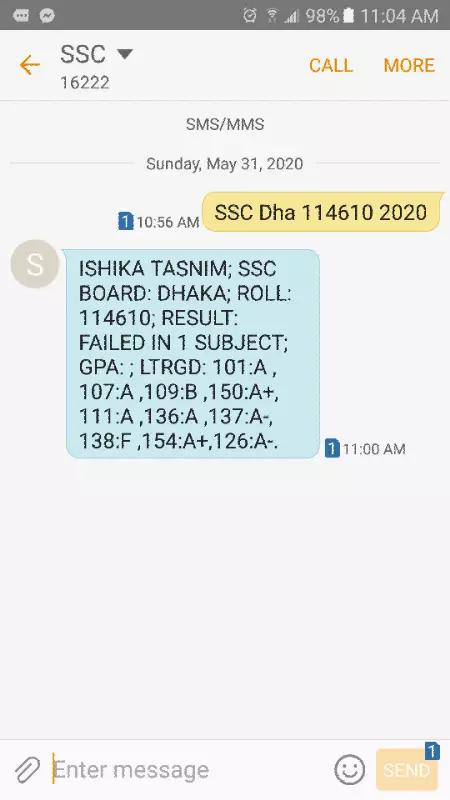 98% 11:04 AM
SSC
16222
CALL MORE
SMS/MMS
Sunday, May 31, 2020
SSC Dha 114610 2020
1 10:56 AM
S
ISHIKA TASNIM; SSC
BOARD: DHAKA; ROLL:
114610; RESULT:
FAILED IN 1 SUBJECT;
GPA: ; LTRGD: 101:A ,
107:A ,109:B ,150:A+,
111:A ,136:A ,137:A-,
138:F ,154:A+,126:A-.
1 11:00 AM
Enter message
SEND
1